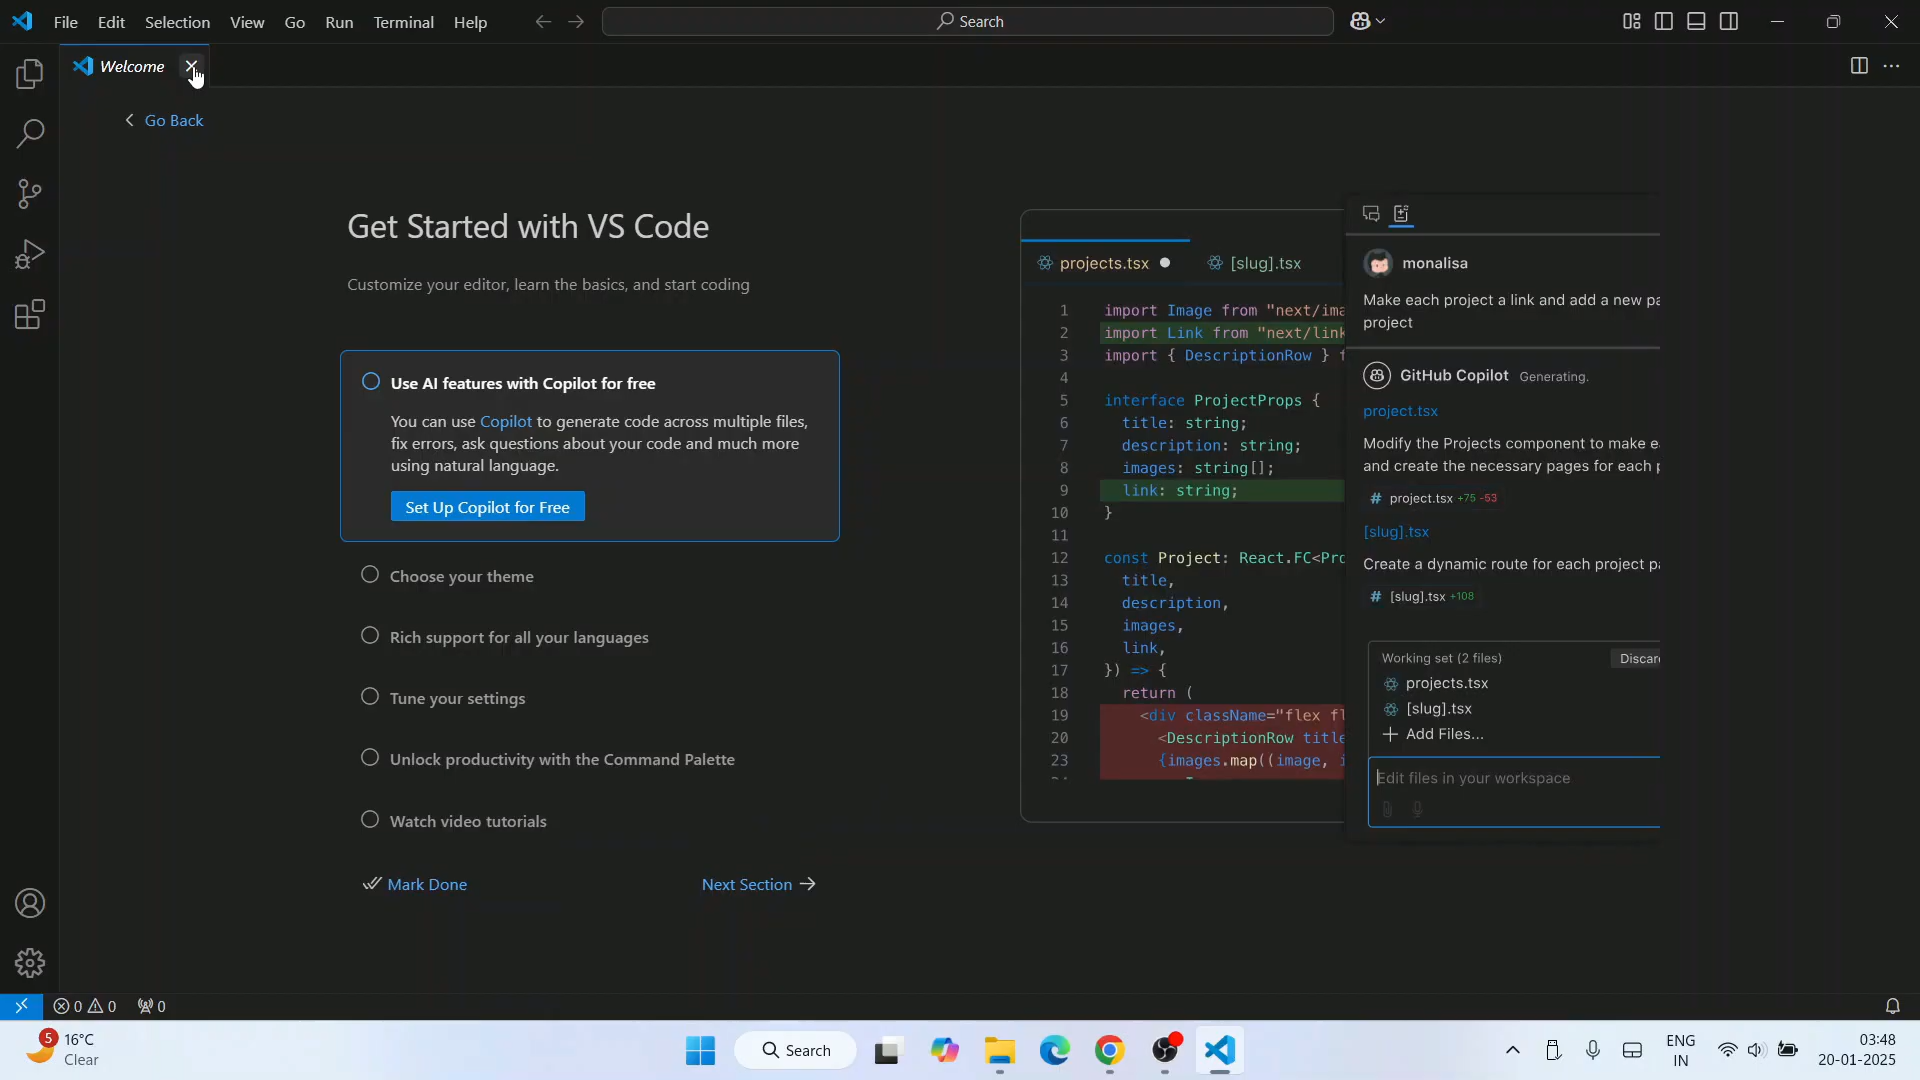 File Edit Selection View Go Run Terminal Help
Search
Welcome
Go Back
Get Started with VS Code
Customize your editor, learn the basics, and start coding
Use AI features with Copilot for free
You can use Copilot to generate code across multiple files,
fix errors, ask questions about your code and much more
using natural language.
Set Up Copilot for Free
Choose your theme
Rich support for all your languages
Tune your settings
Unlock productivity with the Command Palette
Watch video tutorials
Mark Done
Next Section
projects.tsx
[slug].tsx
1 import Image from "next/ima
2 import Link from "next/link
3 import { DescriptionRow } f
4
5 interface ProjectProps {
6 title: string;
7 description: string;
8 images: string[];
9 link: string;
10 }
11
12 const Project: React.FC<Pro
13 title,
14 description,
15 images,
16 link,
17 }) => {
18 return (
19 <div className="flex fl
20 <DescriptionRow title
23 {images.map((image, i
monalisa
Make each project a link and add a new pa
project
GitHub Copilot Generating.
project.tsx
Modify the Projects component to make ea
and create the necessary pages for each p
# project.tsx +75 -53
[slug].tsx
Create a dynamic route for each project pa
# [slug].tsx +108
Working set (2 files)
Discar
projects.tsx
[slug].tsx
Add Files...
Edit files in your workspace
0 0 0
5
16°C
Clear
Search
ENG
IN
03:48
20-01-2025